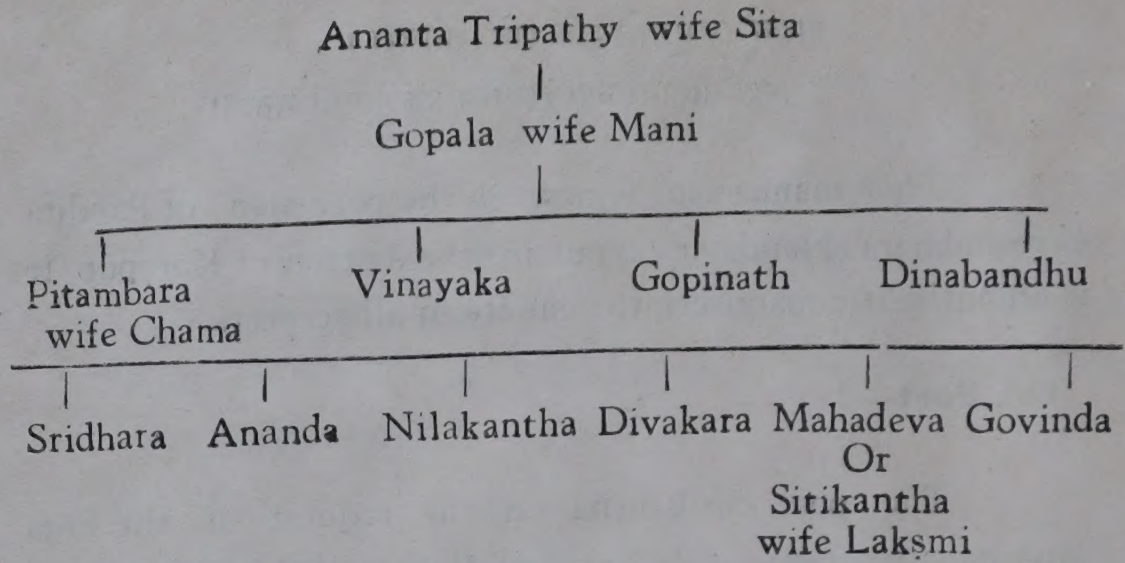 Ananta Tripathy wife Sita
Gopala wife Mani
Pitambara Vinayaka Gopinath Dinabandhu
wife Chama
Sridhara Ananda Nilakantha Divakara Mahadeva Govinda
Or
Sitikantha
wife Lakṣmi